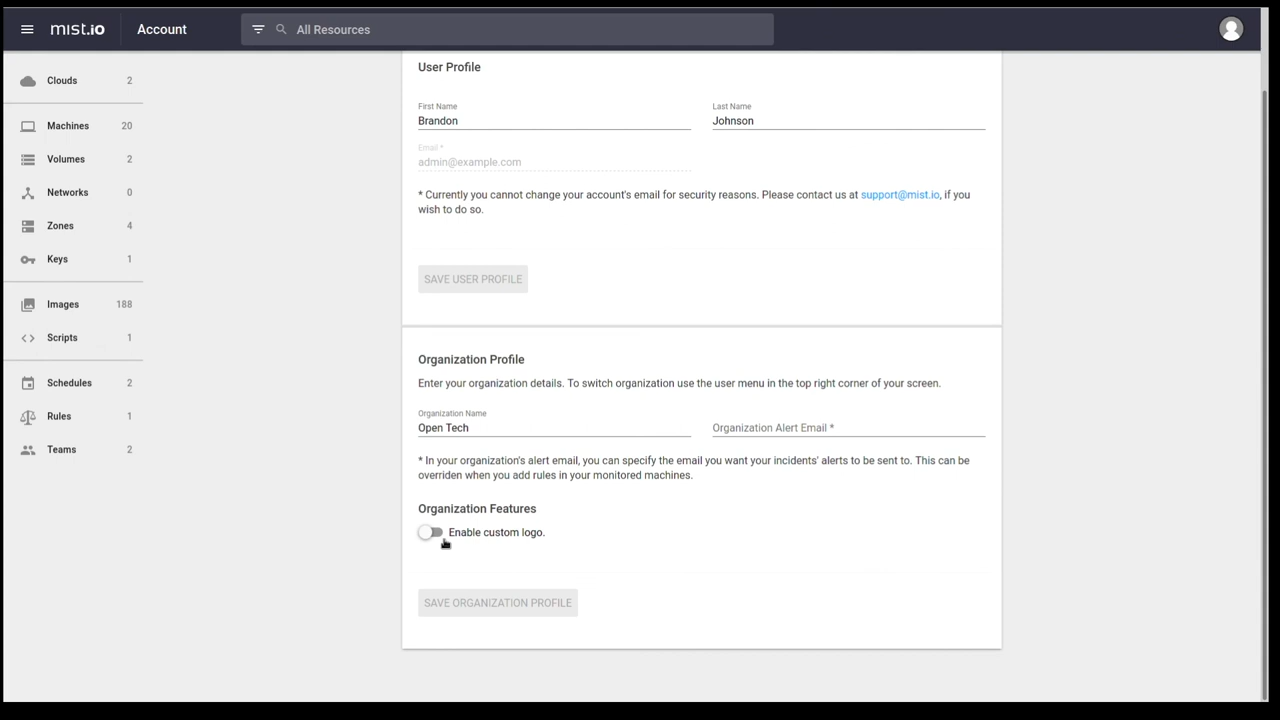 mist.io
Account
All Resources
Clouds 2
Machines 20
Volumes 2
Networks 0
Zones 4
Keys 1
Images 188
Scripts 1
Schedules 2
Rules 1
Teams 2
User Profile
First Name
Brandon
Last Name
Johnson
Email *
admin@example.com
* Currently you cannot change your account's email for security reasons. Please contact us at support@mist.io, if you
wish to do so.
SAVE USER PROFILE
Organization Profile
Enter your organization details. To switch organization use the user menu in the top right corner of your screen.
Organization Name
Open Tech
Organization Alert Email *
* In your organization's alert email, you can specify the email you want your incidents' alerts to be sent to. This can be
overriden when you add rules in your monitored machines.
Organization Features
Enable custom logo.
SAVE ORGANIZATION PROFILE